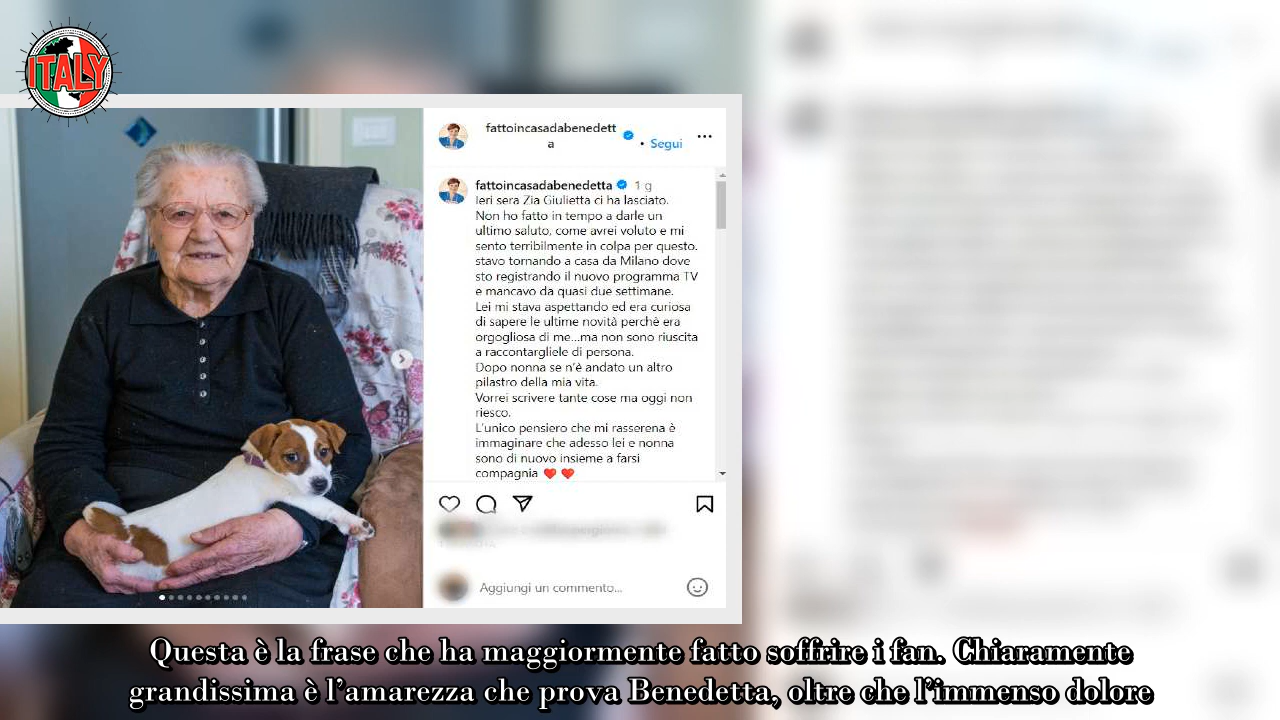 ITALY
fattoincasadabenedett
a
• Segui
fattoincasadabenedetta 1 g
Ieri sera Zia Giulietta ci ha lasciato.
Non ho fatto in tempo a darle un
ultimo saluto, come avrei voluto e mi
sento terribilmente in colpa per questo.
stavo tornando a casa da Milano dove
sto registrando il nuovo programma TV
e mancavo da quasi due settimane.
Lei mi stava aspettando ed era curiosa
di sapere le ultime novità perchè era
orgogliosa di me...ma non sono riuscita
a raccontargliele di persona.
Dopo nonna se n'è andato un altro
pilastro della mia vita.
Vorrei scrivere tante cose ma oggi non
riesco.
L'unico pensiero che mi rasserena è
immaginare che adesso lei e nonna
sono di nuovo insieme a farsi
compagnia ❤️ ❤️
Aggiungi un commento...
Questa è la frase che ha maggiormente fatto soffrire i fan. Chiaramente
grandissima è l'amarezza che prova Benedetta, oltre che l'immenso dolore